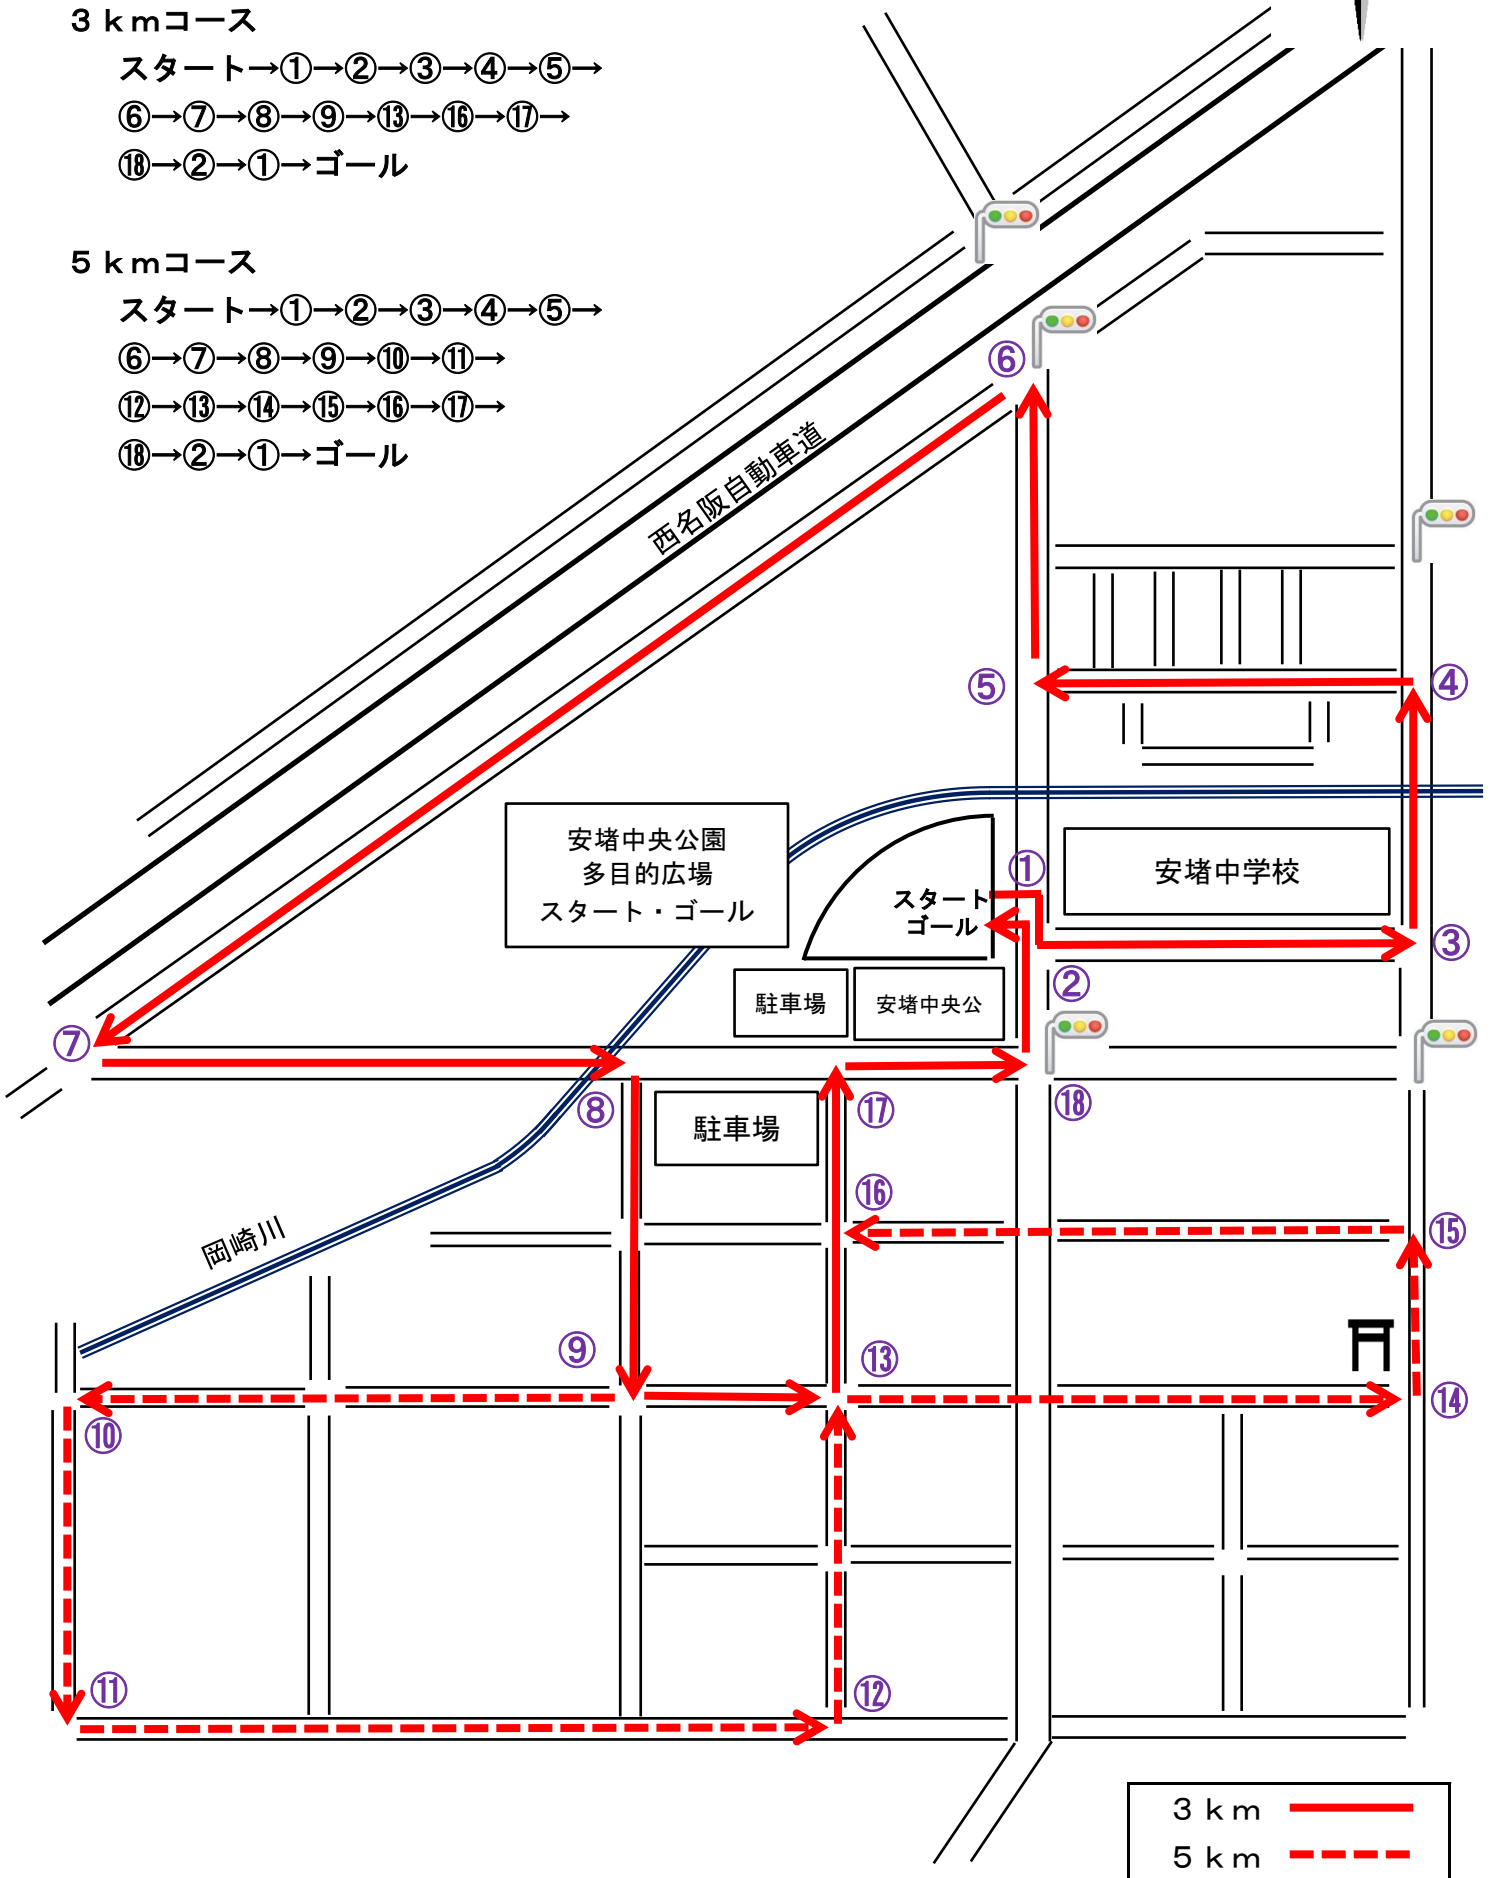 ３ｋｍコース
スタート→①→②→③→④→⑤→
⑥→⑦→⑧→⑨→⑬→⑯→⑰→
⑱→②→①→ゴール
５ｋｍコース
スタート→①→②→③→④→⑤→
⑥→⑦→⑧→⑨→⑩→⑪→
⑫→⑬→⑭→⑮→⑯→⑰→
⑱→②→①→ゴール
⑥
西名阪自動車道
⑤
④
安堵中央公園
多目的広場
スタート・ゴール
①
安堵中学校
スタート
ゴール
③
②
駐車場
安堵中央公
⑦
⑧
駐車場
⑰
⑱
⑯
⑮
岡崎川
⑨
⑬
⑭
⑩
⑪
⑫
３ｋｍ
５ｋｍ